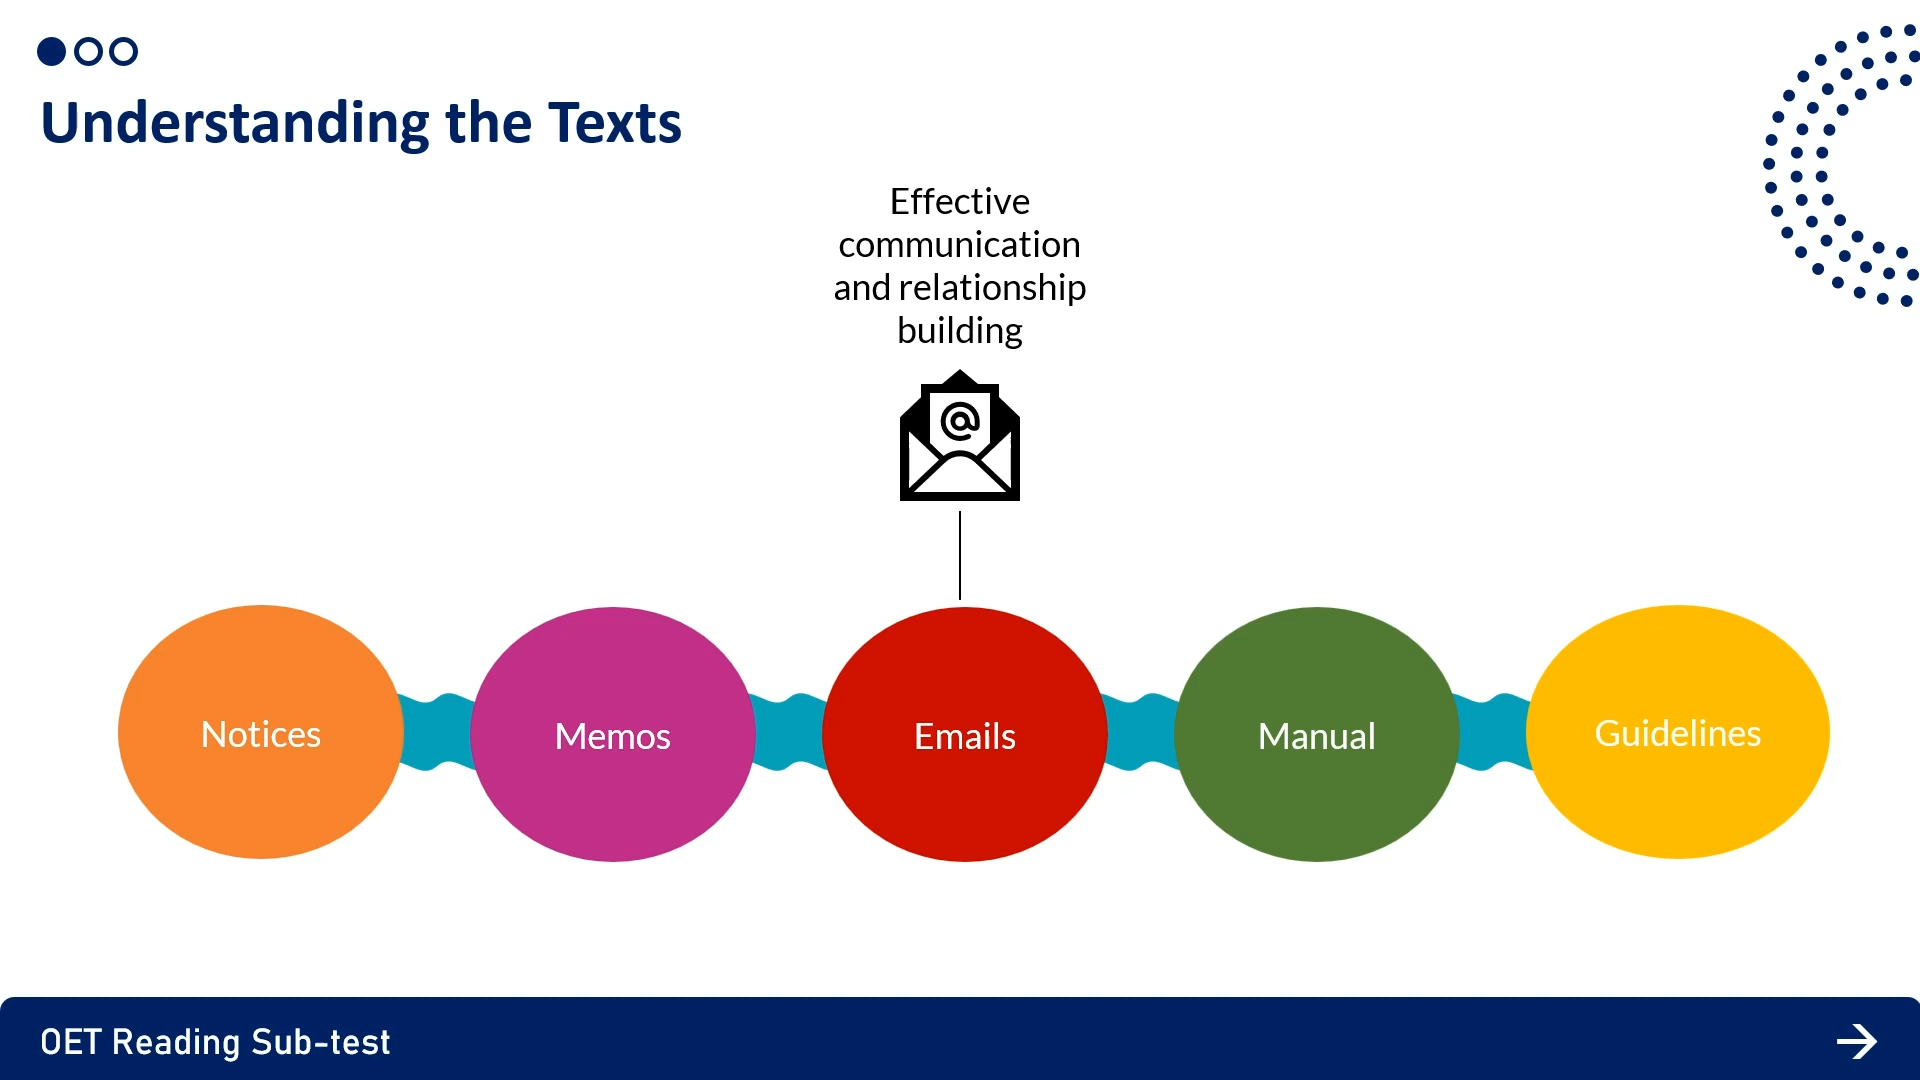 Understanding the Texts
Effective
communication
and relationship
building
@
Notices
Memos
Emails
Manual
Guidelines
OET Reading Sub-test